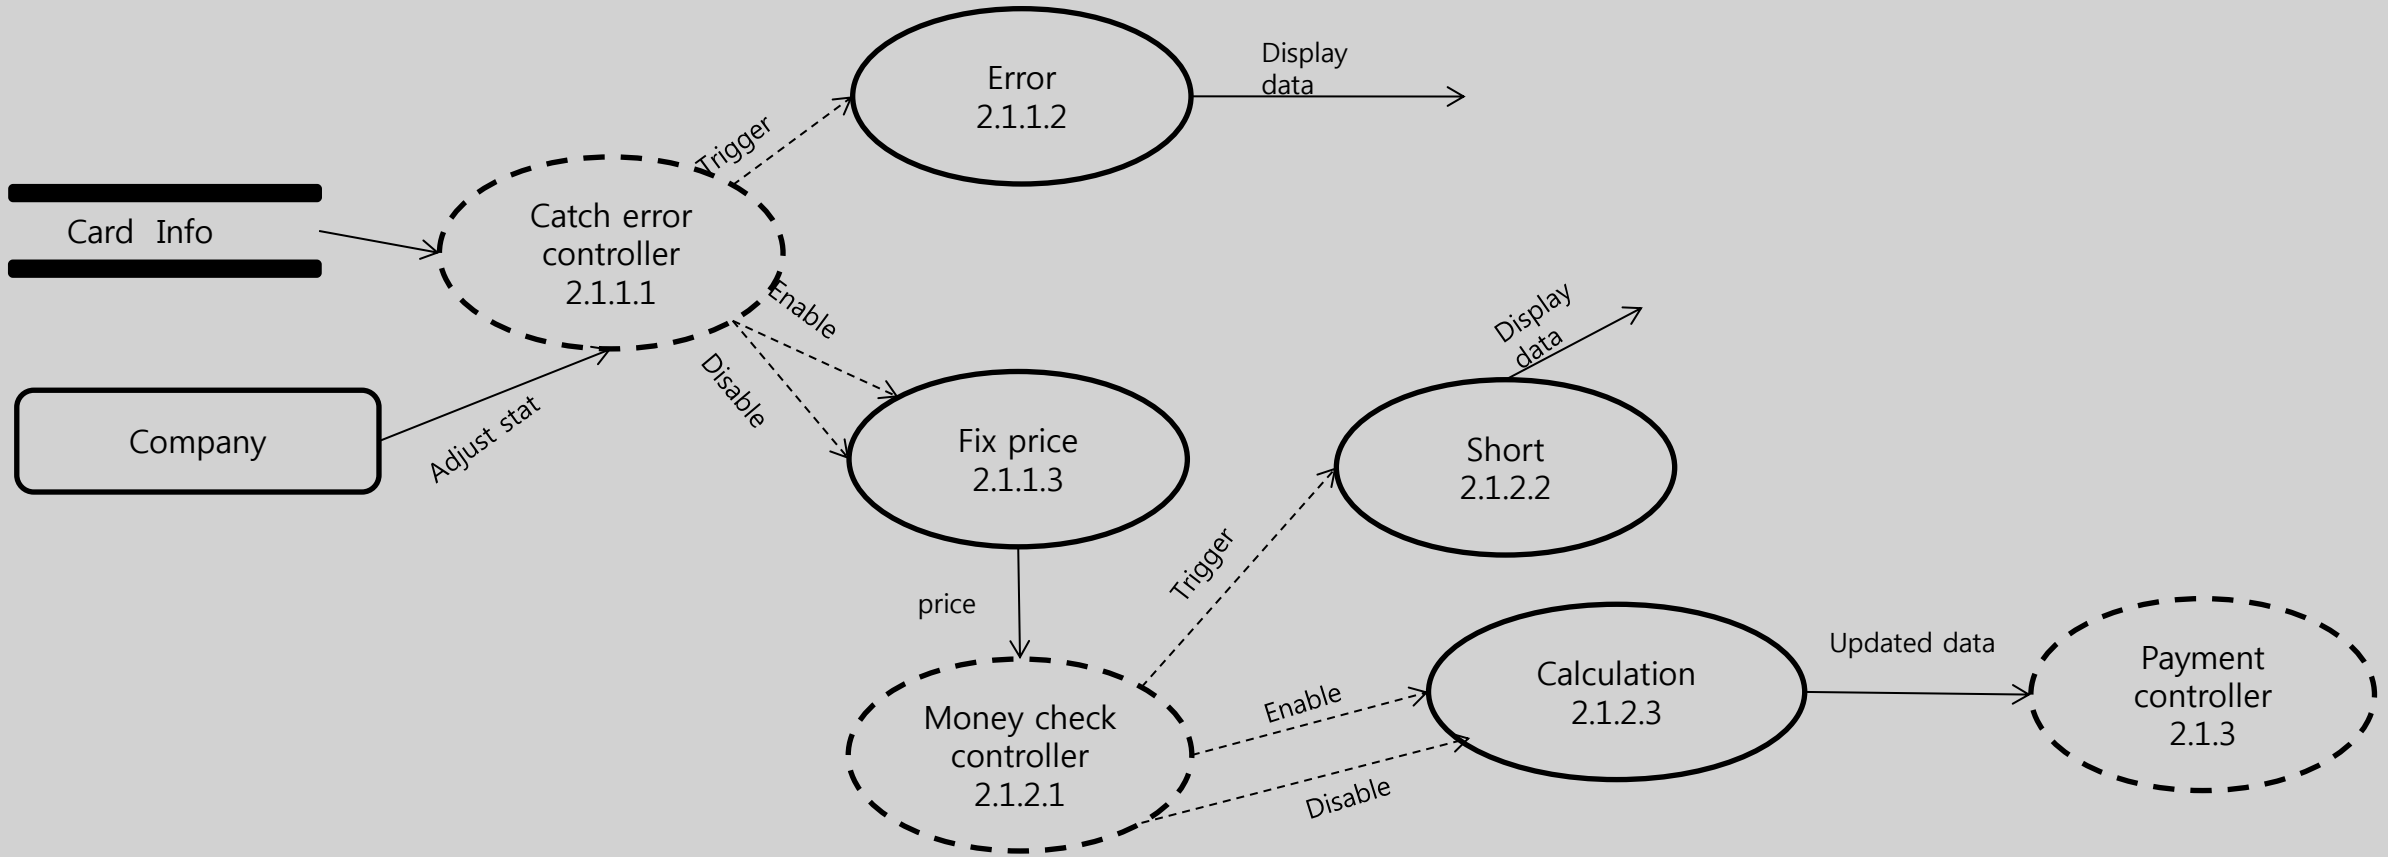 Error
2.1.1.2
Display
data
Trigger
Card Info
Catch error
controller
2.1.1.1
Enable
Disable
Company
Adjust stat
Fix price
2.1.1.3
Display
data
Short
2.1.2.2
Trigger
price
Money check
controller
2.1.2.1
Enable
Disable
Calculation
2.1.2.3
Updated data
Payment
controller
2.1.3